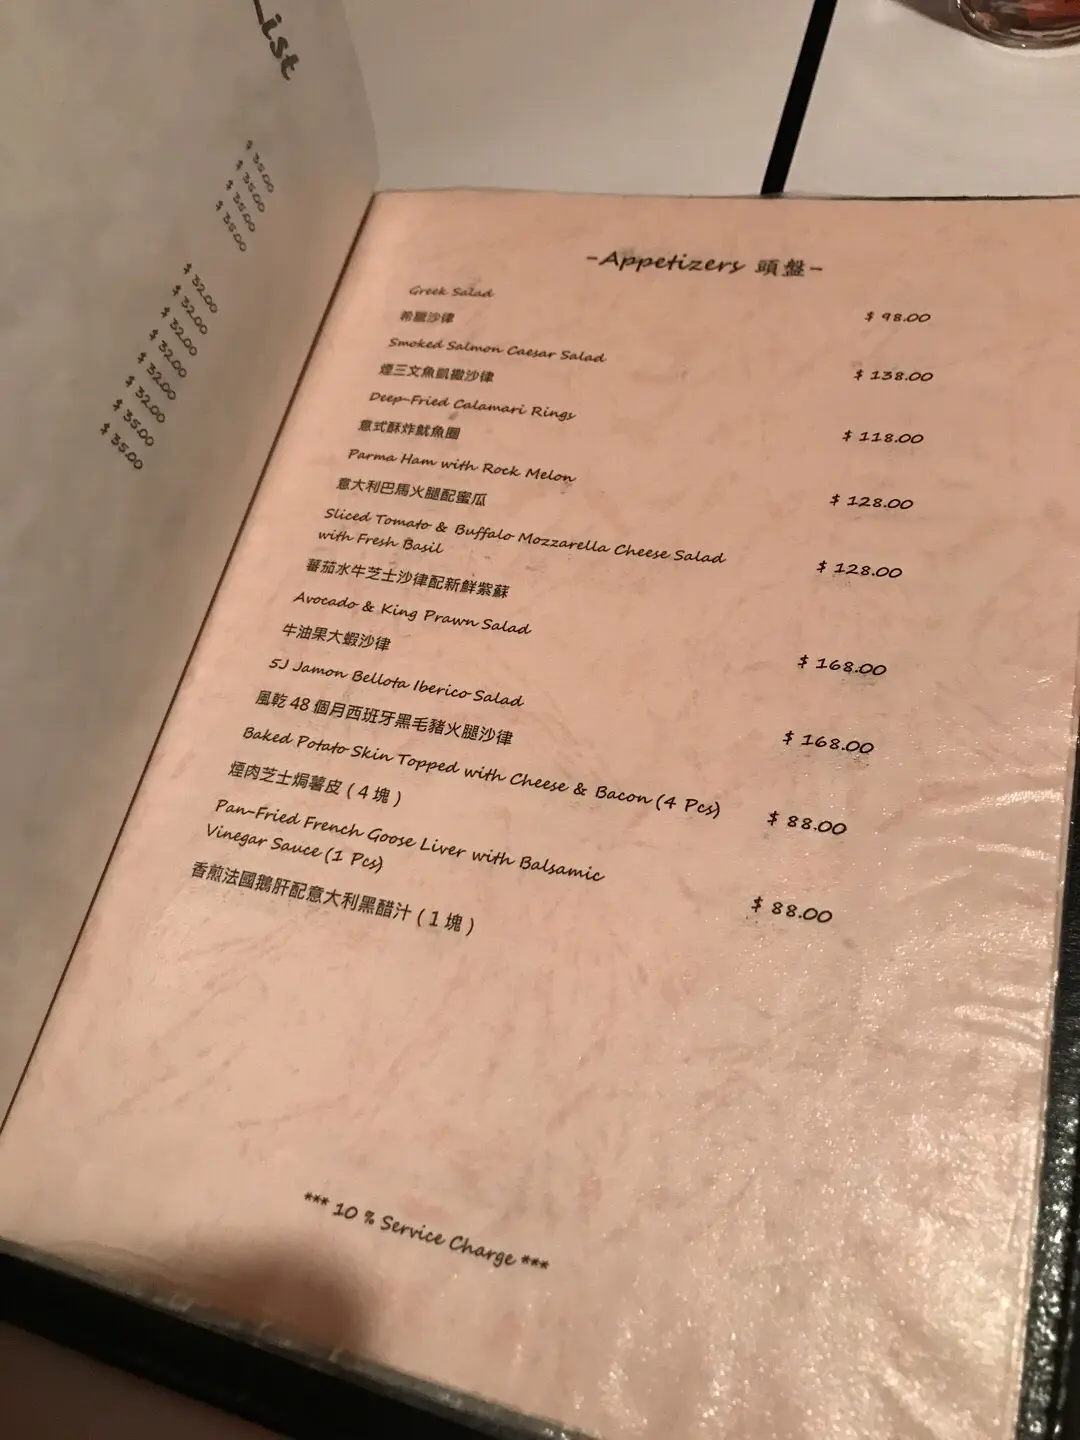 List
$ 35.00
$ 35.00
$ 35.00
$ 35.00
$ 32.00
$ 32.00
$ 32.00
$ 32.00
$ 32.00
$ 32.00
$ 35.00
$ 35.00
-Appetizers 頭盤-
Greek Salad
希臘沙律 $ 98.00
Smoked Salmon Caesar Salad
煙三文魚凱撒沙律 $ 138.00
Deep-Fried Calamari Rings
意式酥炸魷魚圈 $ 118.00
Parma Ham with Rock Melon
意大利巴馬火腿配蜜瓜 $ 128.00
Sliced Tomato & Buffalo Mozzarella Cheese Salad
with Fresh Basil $ 128.00
蕃茄水牛芝士沙律配新鮮紫蘇
Avocado & King Prawn Salad
牛油果大蝦沙律 $ 168.00
5J Jamon Bellota Iberico Salad
風乾 48 個月西班牙黑毛豬火腿沙律 $ 168.00
Baked Potato Skin Topped with Cheese & Bacon (4 Pcs)
煙肉芝士焗薯皮 ( 4 塊 ) $ 88.00
Pan-Fried French Goose Liver with Balsamic
Vinegar Sauce (1 Pcs) $ 88.00
香煎法國鵝肝配意大利黑醋汁 ( 1 塊 )
*** 10 % Service Charge ***